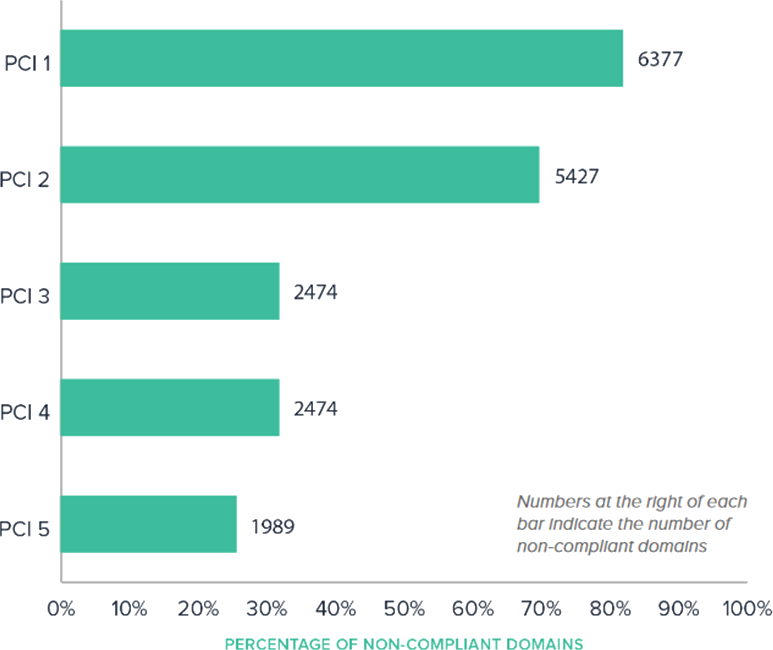 PCI 1
6377
PCI 2
5427
PCI 3
2474
PCI 4
2474
PCI 5
1989
Numbers at the right of each
bar indicate the number of
non-compliant domains
0% 10% 20% 30% 40% 50% 60% 70% 80% 90% 100%
PERCENTAGE OF NON-COMPLIANT DOMAINS